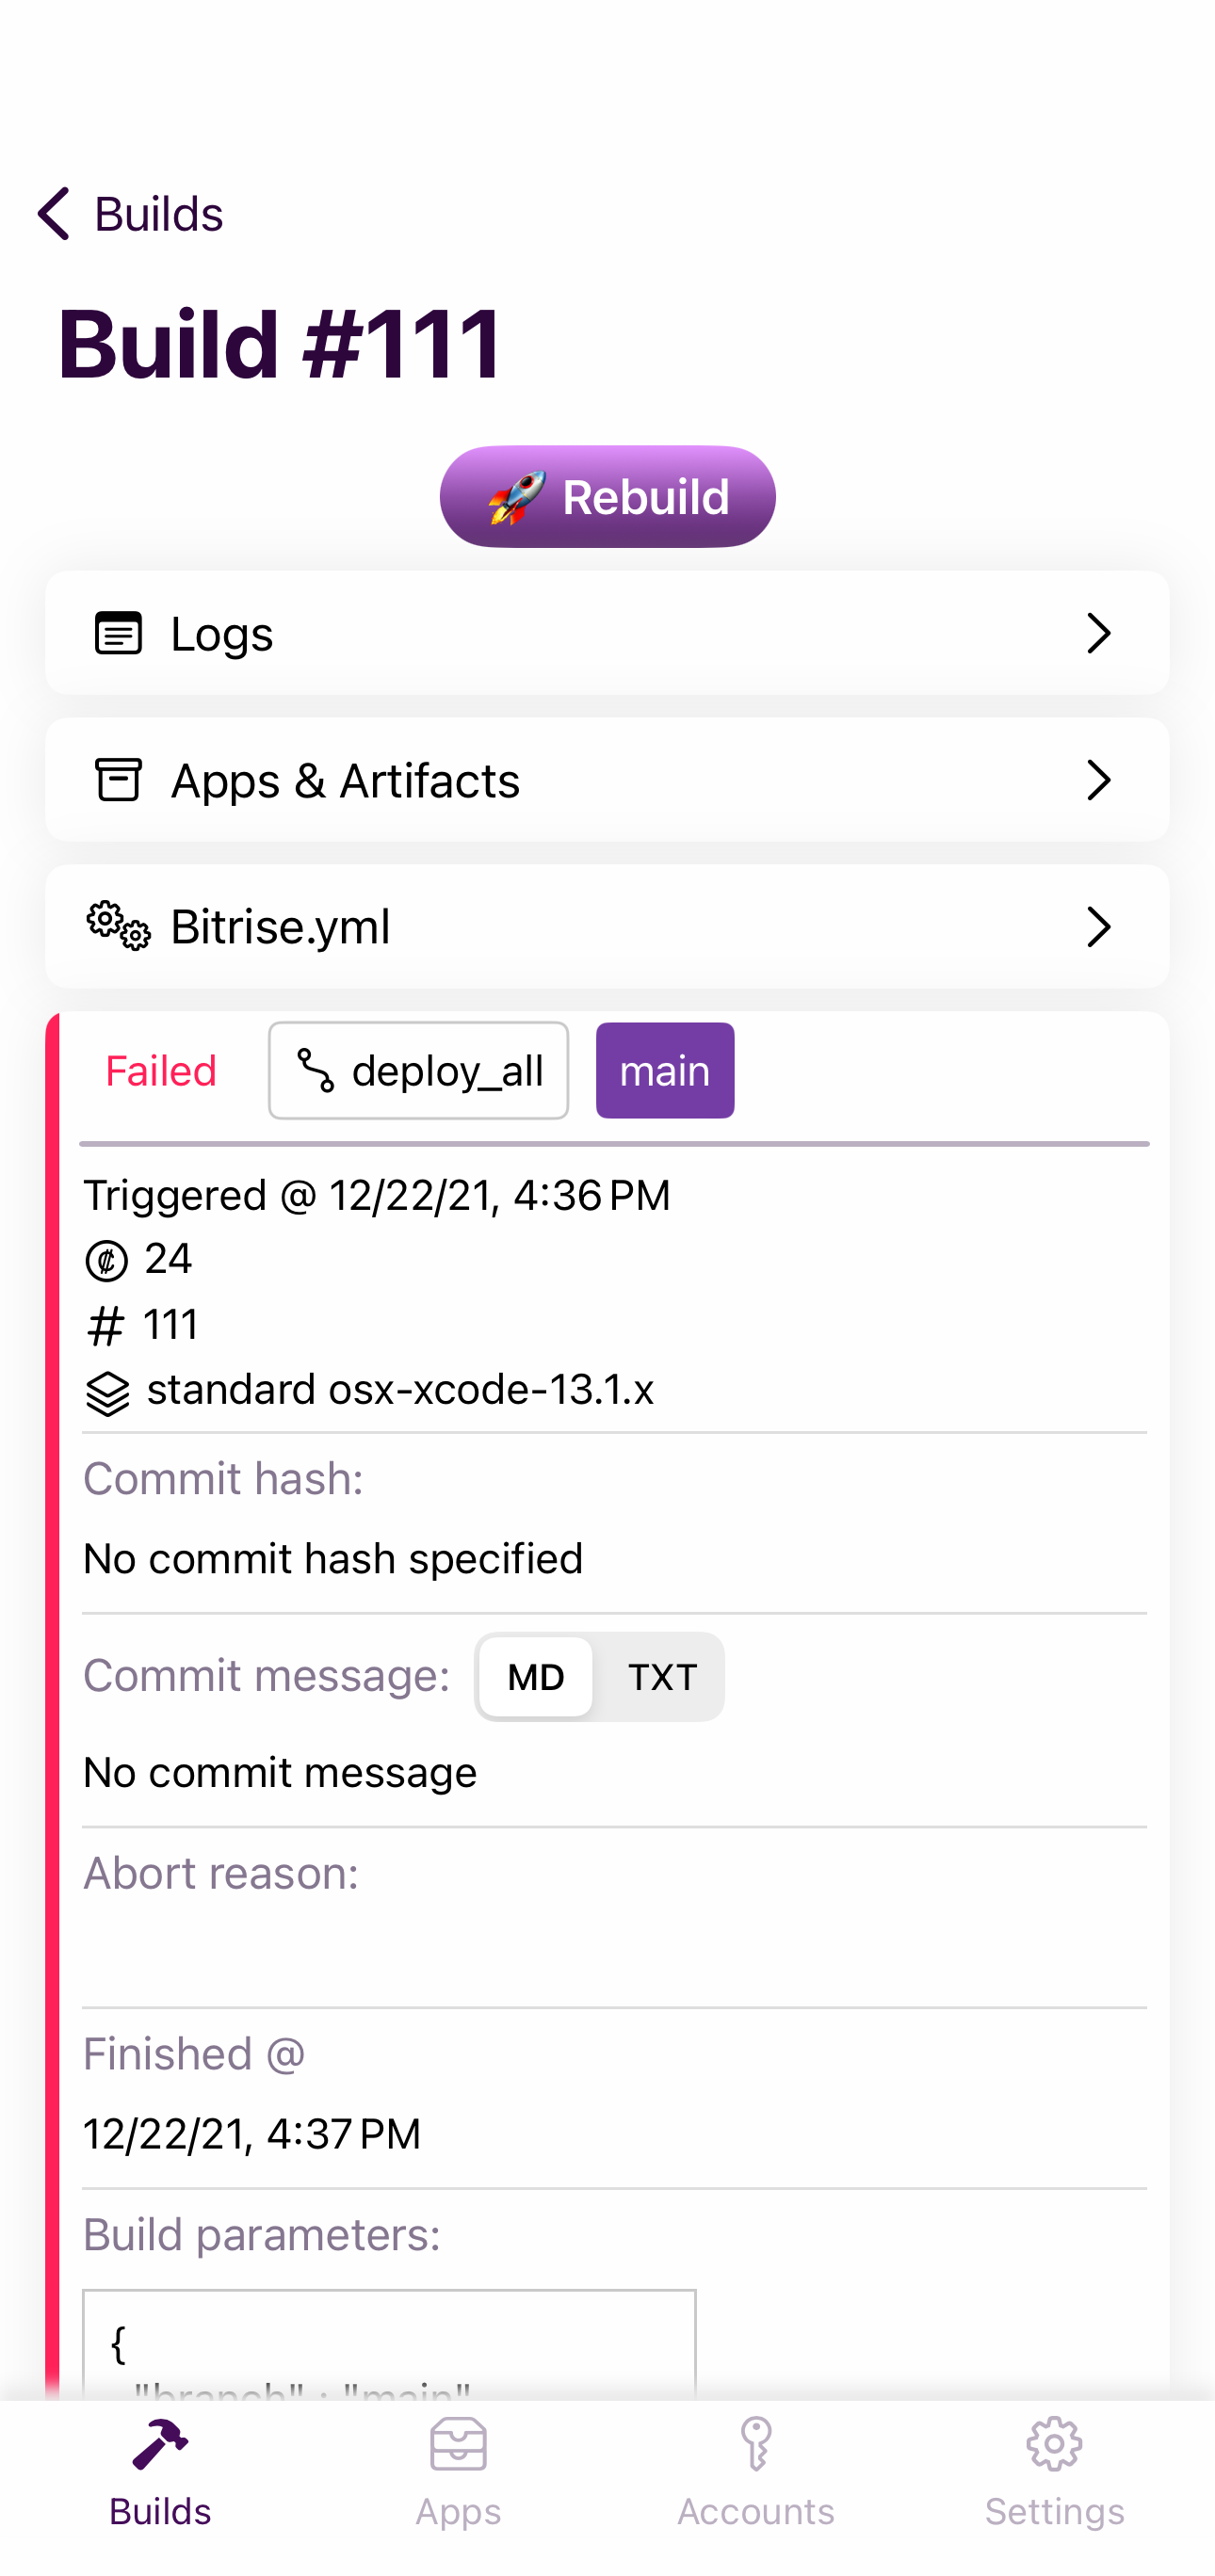 Builds
Build #111
🚀 Rebuild
Logs
Apps & Artifacts
Bitrise.yml
Failed
deploy_all
main
Triggered @ 12/22/21, 4:36 PM
24
# 111
standard osx-xcode-13.1.x
Commit hash:
No commit hash specified
Commit message:
MD
TXT
No commit message
Abort reason:
Finished @
12/22/21, 4:37 PM
Build parameters:
{
"branch" : "main"
Builds
Apps
Accounts
Settings